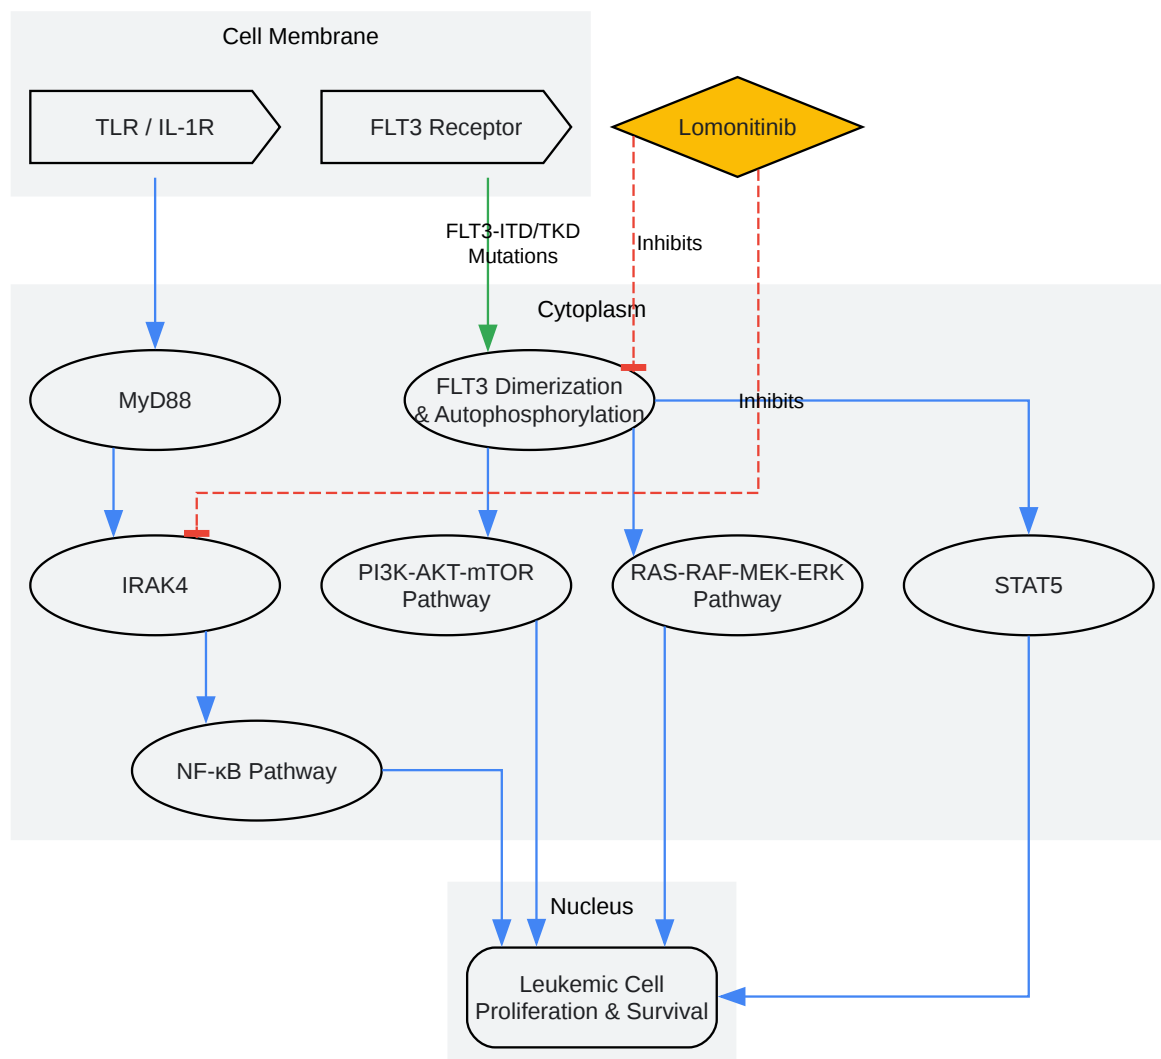 Cell Membrane
TLR / IL-1R
FLT3 Receptor
Lomonitinib
FLT3-ITD/TKD
Mutations
Inhibits
Cytoplasm
MyD88
FLT3 Dimerization
& Autophosphorylation
Inhibits
IRAK4
PI3K-AKT-mTOR
Pathway
RAS-RAF-MEK-ERK
Pathway
STAT5
NF-κB Pathway
Nucleus
Leukemic Cell
Proliferation & Survival